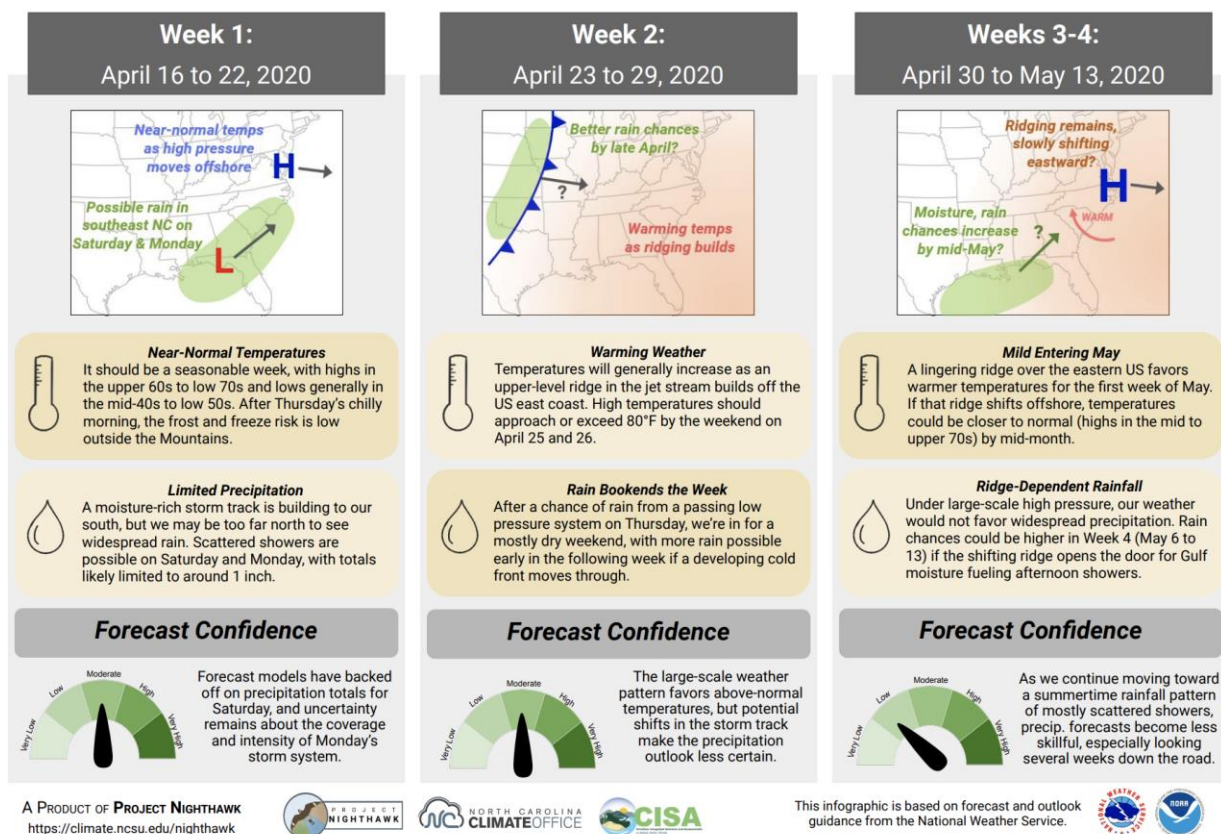 Week 1:
April 16 to 22, 2020
Near-normal temps
as high pressure
moves offshore
H
Possible rain in
southeast NC on
Saturday & Monday
L
Near-Normal Temperatures
It should be a seasonable week, with highs in
the upper 60s to low 70s and lows generally in
the mid-40s to low 50s. After Thursday's chilly
morning, the frost and freeze risk is low
outside the Mountains.
Limited Precipitation
A moisture-rich storm track is building to our
south, but we may be too far north to see
widespread rain. Scattered showers are
possible on Saturday and Monday, with totals
likely limited to around 1 inch.
Forecast Confidence
Very Low
Low
Moderate
High
Very High
Forecast models have backed
off on precipitation totals for
Saturday, and uncertainty
remains about the coverage
and intensity of Monday's
storm system.
Week 2:
April 23 to 29, 2020
Better rain chances
by late April?
?
Warming temps
as ridging builds
Warming Weather
Temperatures will generally increase as an
upper-level ridge in the jet stream builds off the
US east coast. High temperatures should
approach or exceed 80°F by the weekend on
April 25 and 26.
Rain Bookends the Week
After a chance of rain from a passing low
pressure system on Thursday, we're in for a
mostly dry weekend, with more rain possible
early in the following week if a developing cold
front moves through.
Forecast Confidence
Very Low
Low
Moderate
High
Very High
The large-scale weather
pattern favors above-normal
temperatures, but potential
shifts in the storm track
make the precipitation
outlook less certain.
Weeks 3-4:
April 30 to May 13, 2020
Ridging remains,
slowly shifting
eastward?
H
WARM
Moisture, rain
chances increase
by mid-May?
?
Mild Entering May
A lingering ridge over the eastern US favors
warmer temperatures for the first week of May.
If that ridge shifts offshore, temperatures
could be closer to normal (highs in the mid to
upper 70s) by mid-month.
Ridge-Dependent Rainfall
Under large-scale high pressure, our weather
would not favor widespread precipitation. Rain
chances could be higher in Week 4 (May 6 to
13) if the shifting ridge opens the door for Gulf
moisture fueling afternoon showers.
Forecast Confidence
Very Low
Low
Moderate
High
Very High
As we continue moving toward
a summertime rainfall pattern
of mostly scattered showers,
precip. forecasts become less
skillful, especially looking
several weeks down the road.
A PRODUCT OF PROJECT NIGHTHAWK
https://climate.ncsu.edu/nighthawk
PROJECT
NIGHTHAWK
NORTH CAROLINA
CLIMATEOFFICE
CISA
This infographic is based on forecast and outlook
guidance from the National Weather Service.
NOAA